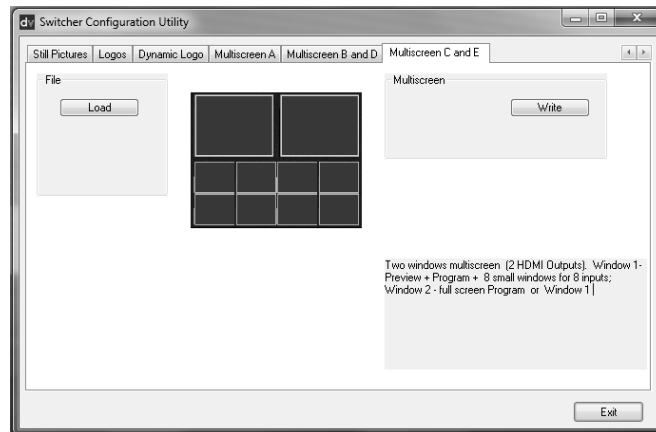 dv Switcher Configuration Utility
Still Pictures Logos Dynamic Logo Multiscreen A Multiscreen B and D Multiscreen C and E
File
Load
Multiscreen
Write
Two windows multiscreen (2 HDMI Outputs). Window 1-
Preview + Program + 8 small windows for 8 inputs;
Window 2 - full screen Program or Window 1
Exit